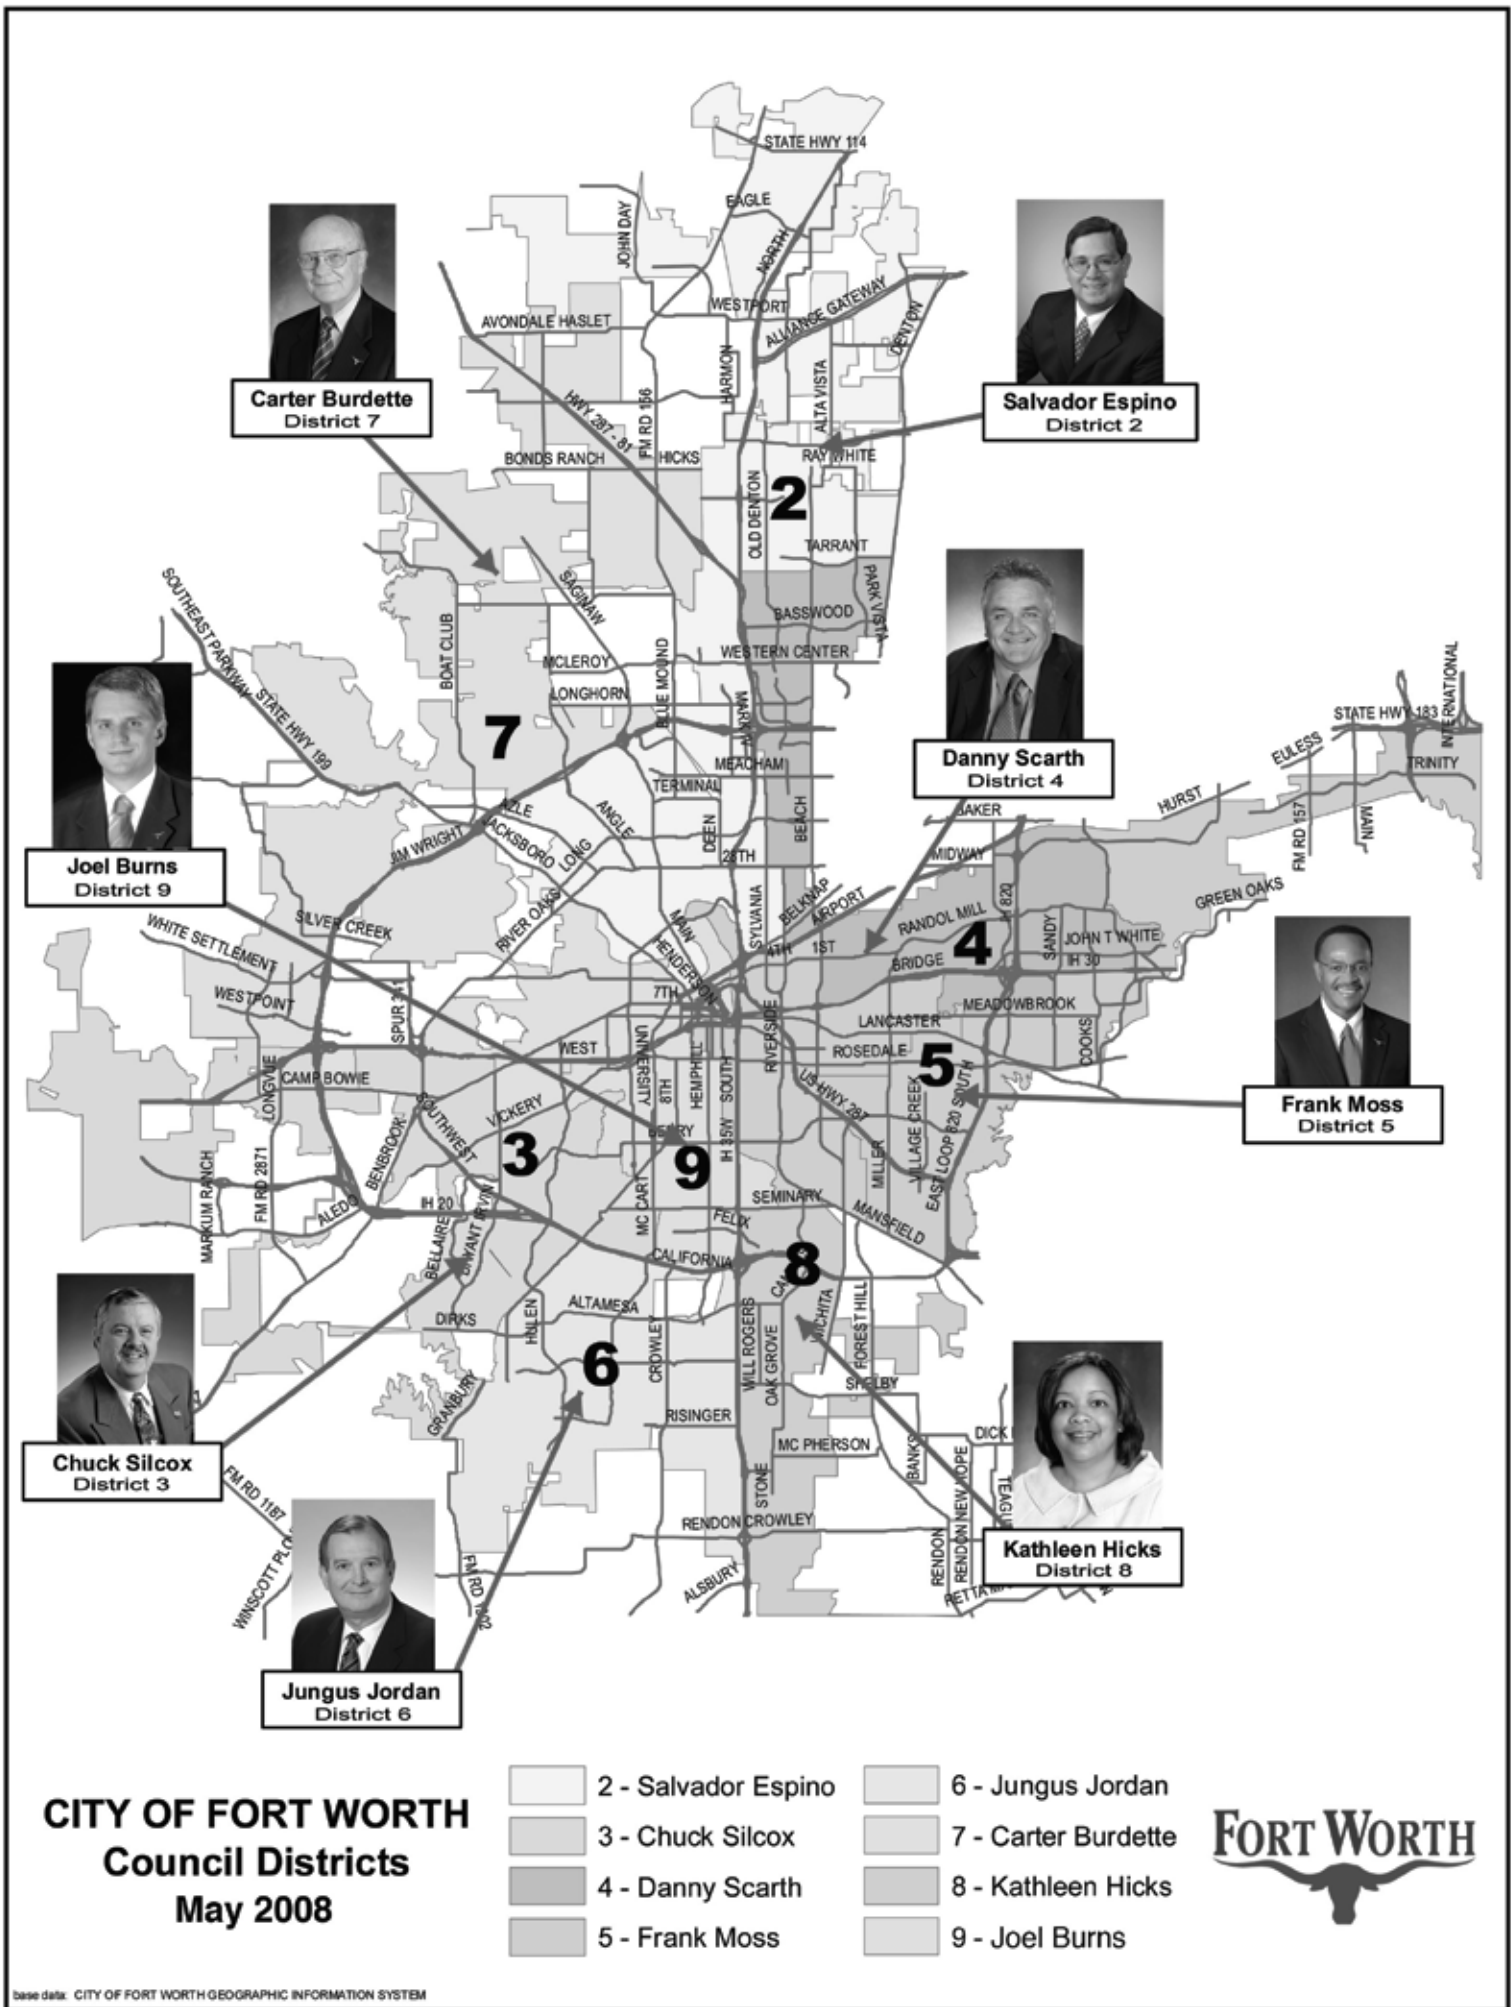 STATE HWY 114
EAGLE
JOHN DAY
NORTH
WESTPORT
ALLIANCE GATEWAY
DENTON
AVONDALE HASLET
HARMON
ALTA VISTA
Carter Burdette
District 7
Salvador Espino
District 2
HWY 287 - 81
FM RD 156
BONDS RANCH
HICKS
RAY WHITE
2
OLD DENTON
TARRANT
PARK VISTA
SAGINAW
BASSWOOD
SOUTHEAST PARKWAY
STATE HWY 199
BOAT CLUB
MCLEROY
BLUE MOUND
WESTERN CENTER
LONGHORN
MARK IV
7
MEACHAM
TERMINAL
INTERNATIONAL
STATE HWY 183
EULESS
TRINITY
Danny Scarth
District 4
HURST
FM RD 157
MAIN
BAKER
MIDWAY
AZLE
ANGLE
JACKSBORO
LONG
JIM WRIGHT
DEEN
BEACH
28TH
Joel Burns
District 9
IH 820
GREEN OAKS
BELKNAP
AIRPORT
RANDOL MILL
SYLVANIA
RIVER OAKS
MAIN
HENDERSON
SILVER CREEK
WHITE SETTLEMENT
4TH
1ST
4
SANDY
JOHN T WHITE
BRIDGE
IH 30
WESTPOINT
SPUR 341
7TH
MEADOWBROOK
LANCASTER
RIVERSIDE
COOKS
ROSEDALE
5
WEST
UNIVERSITY
8TH
HEMPHILL
SOUTH
IH 35W
CAMP BOWIE
LONGVUE
US HWY 287
VILLAGE CREEK
EAST LOOP 820 SOUTH
Frank Moss
District 5
SOUTHWEST
VICKERY
BERRY
3
9
BENBROOK
MARKUM RANCH
FM RD 2871
ALEDO
IH 20
MC CART
MILLER
SEMINARY
MANSFIELD
FELIX
BELLAIRE
BRYANT IRVIN
CALIFORNIA
8
ALTAMESA
DIRKS
HULEN
CROWLEY
WILL ROGERS
OAK GROVE
WICHITA
FOREST HILL
6
SHELBY
GRANBURY
RISINGER
MC PHERSON
BANKS
DICK
Chuck Silcox
District 3
FM RD 1187
STONE
RENDON NEW HOPE
RENDON CROWLEY
RENDON
Kathleen Hicks
District 8
ALSBURY
Jungus Jordan
District 6
CITY OF FORT WORTH
Council Districts
May 2008
2 - Salvador Espino
3 - Chuck Silcox
4 - Danny Scarth
5 - Frank Moss
6 - Jungus Jordan
7 - Carter Burdette
8 - Kathleen Hicks
9 - Joel Burns
FORT WORTH
base data: CITY OF FORT WORTH GEOGRAPHIC INFORMATION SYSTEM